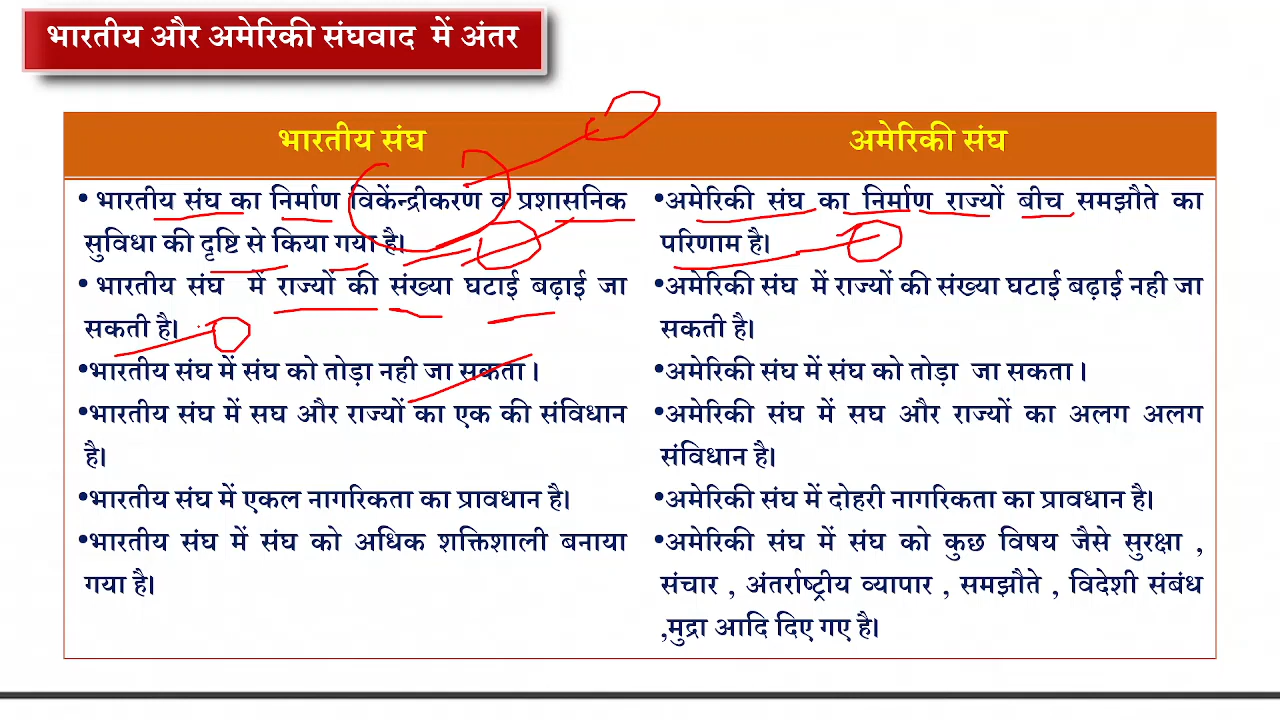 भारतीय और अमेरिकी संघवाद में अंतर
भारतीय संघ
• भारतीय संघ का निर्माण विकेंन्द्रीकरण व प्रशासनिक
सुविधा की दृष्टि से किया गया है।
• भारतीय संघ में राज्यों की संख्या घटाई बढ़ाई जा
सकती है।
•भारतीय संघ में संघ को तोड़ा नही जा सकता।
•भारतीय संघ में सघ और राज्यों का एक की संविधान
है।
•भारतीय संघ में एकल नागरिकता का प्रावधान है।
•भारतीय संघ में संघ को अधिक शक्तिशाली बनाया
गया है।
अमेरिकी संघ
•अमेरिकी संघ का निर्माण राज्यों बीच समझौते का
परिणाम है।
•अमेरिकी संघ में राज्यों की संख्या घटाई बढ़ाई नही जा
सकती है।
•अमेरिकी संघ में संघ को तोड़ा जा सकता।
•अमेरिकी संघ में सघ और राज्यों का अलग अलग
संविधान है।
•अमेरिकी संघ में दोहरी नागरिकता का प्रावधान है।
•अमेरिकी संघ में संघ को कुछ विषय जैसे सुरक्षा ,
संचार , अंतर्राष्ट्रीय व्यापार , समझौते , विदेशी संबंध
,मुद्रा आदि दिए गए है।